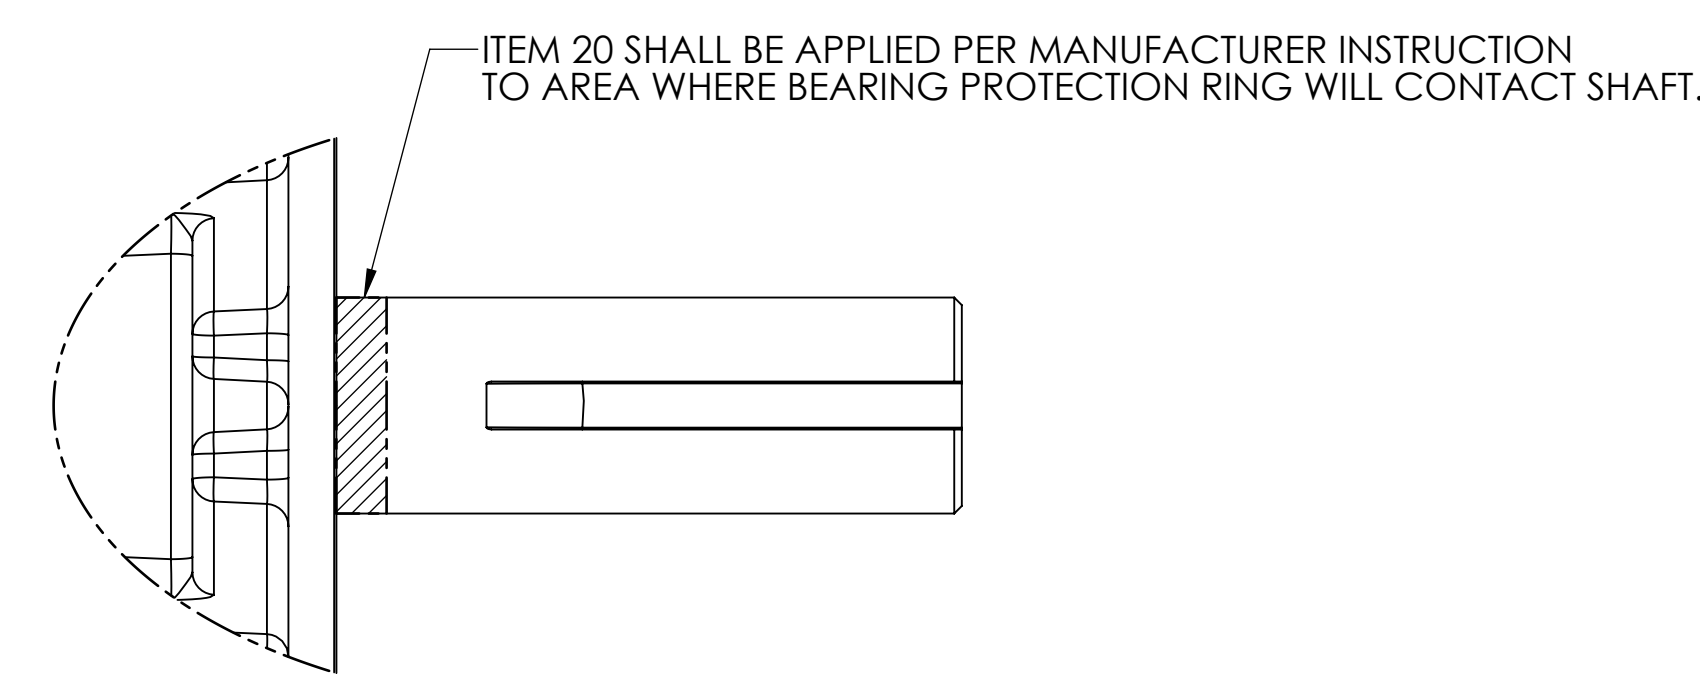 ITEM 20 SHALL BE APPLIED PER MANUFACTURER INSTRUCTION
TO AREA WHERE BEARING PROTECTION RING WILL CONTACT SHAFT.